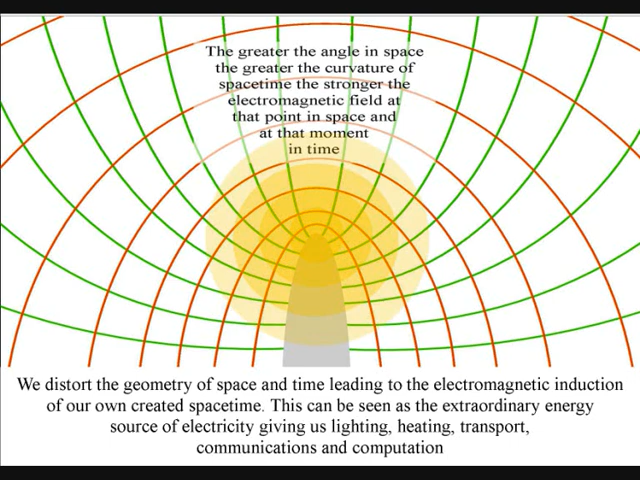 The greater the angle in space
the greater the curvature of
spacetime the stronger the
electromagnetic field at
that point in space and
at that moment
in time
We distort the geometry of space and time leading to the electromagnetic induction
of our own created spacetime. This can be seen as the extraordinary energy
source of electricity giving us lighting, heating, transport,
communications and computation